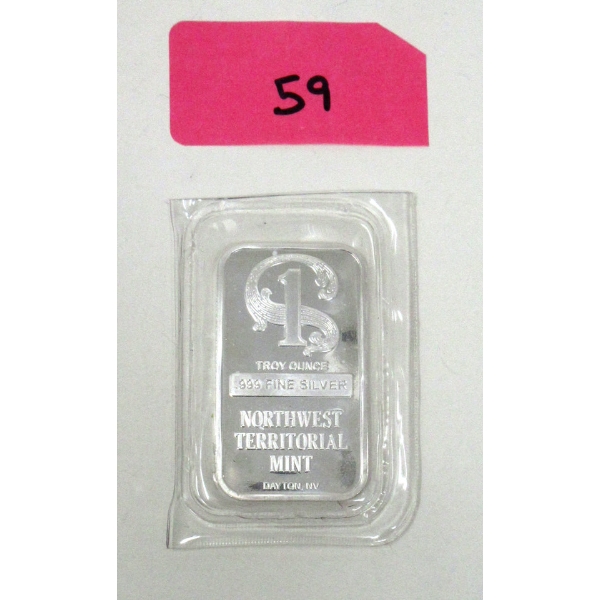 59
1
TROY OUNCE
.999 FINE SILVER
NORTHWEST
TERRITORIAL
MINT
DAYTON, NV